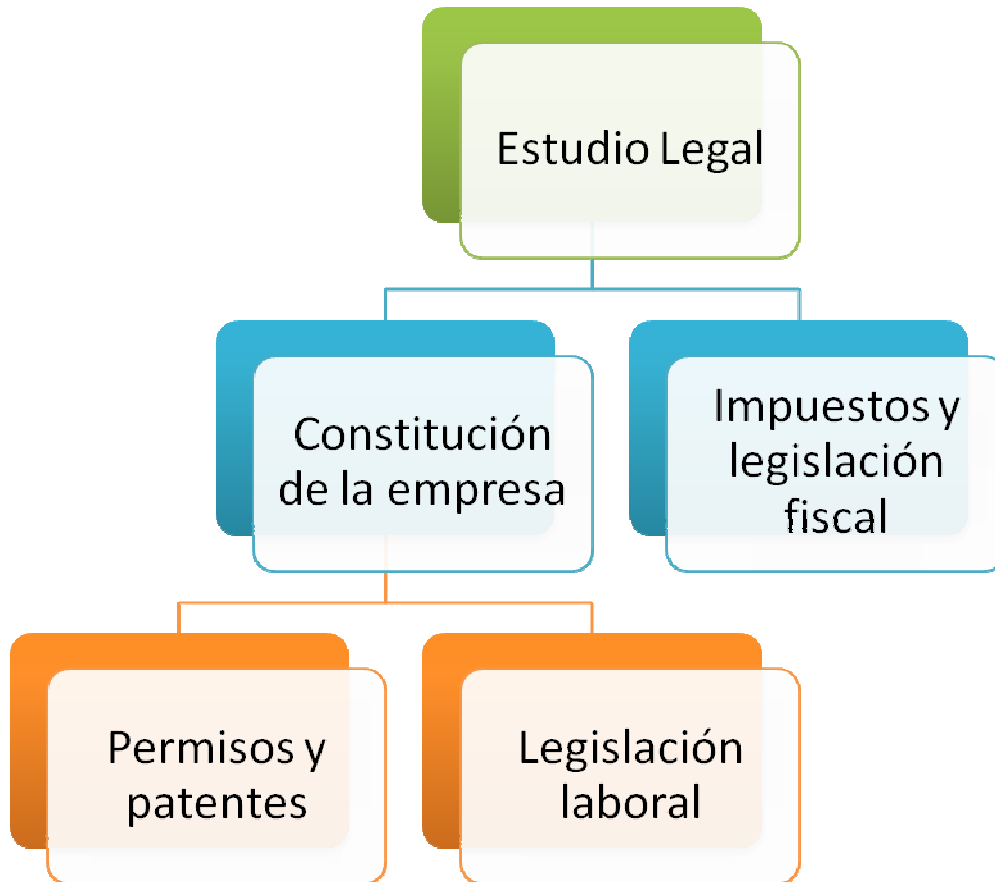 Estudio Legal
Constitución
de la empresa
Impuestos y
legislación
fiscal
Permisos y
patentes
Legislación
laboral